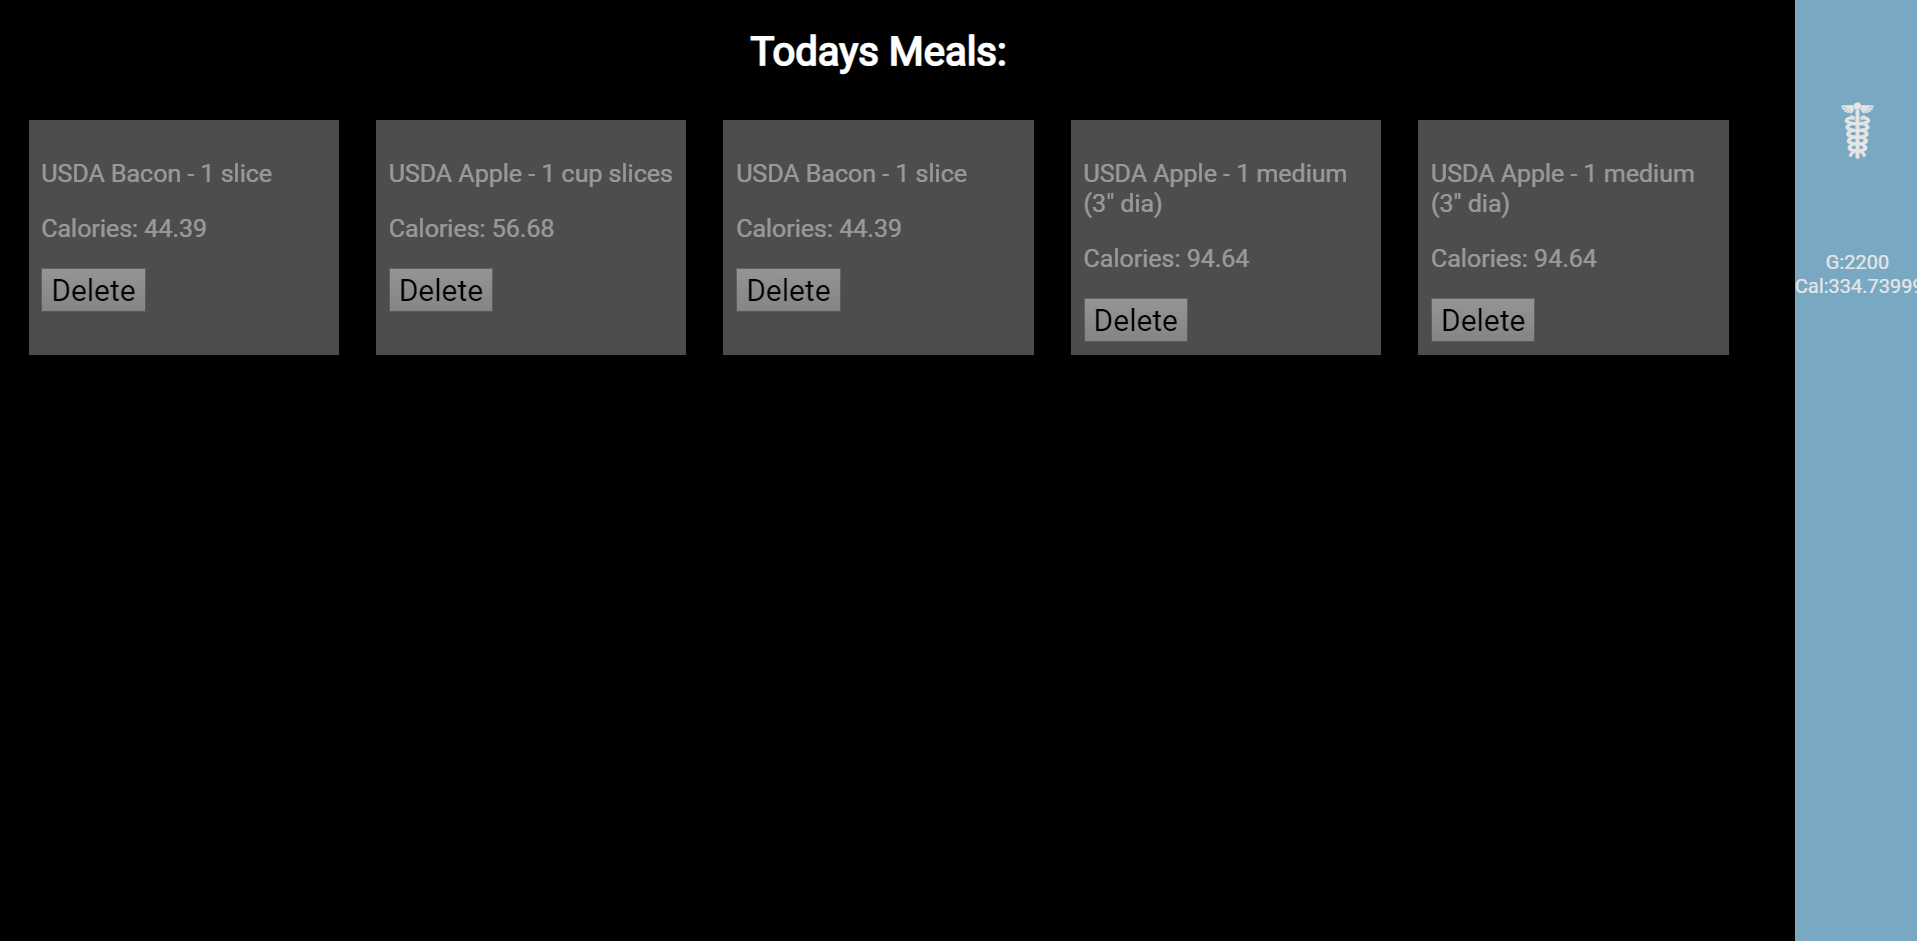 Todays Meals:
USDA Bacon - 1 slice
Calories: 44.39
Delete
USDA Apple - 1 cup slices
Calories: 56.68
Delete
USDA Bacon - 1 slice
Calories: 44.39
Delete
USDA Apple - 1 medium
(3" dia)
Calories: 94.64
Delete
USDA Apple - 1 medium
(3" dia)
Calories: 94.64
Delete
G:2200
Cal:334.73999